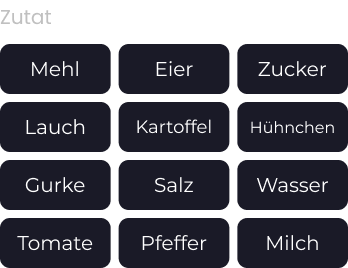 Zutat
Mehl Eier Zucker
Lauch Kartoffel Hühnchen
Gurke Salz Wasser
Tomate Pfeffer Milch